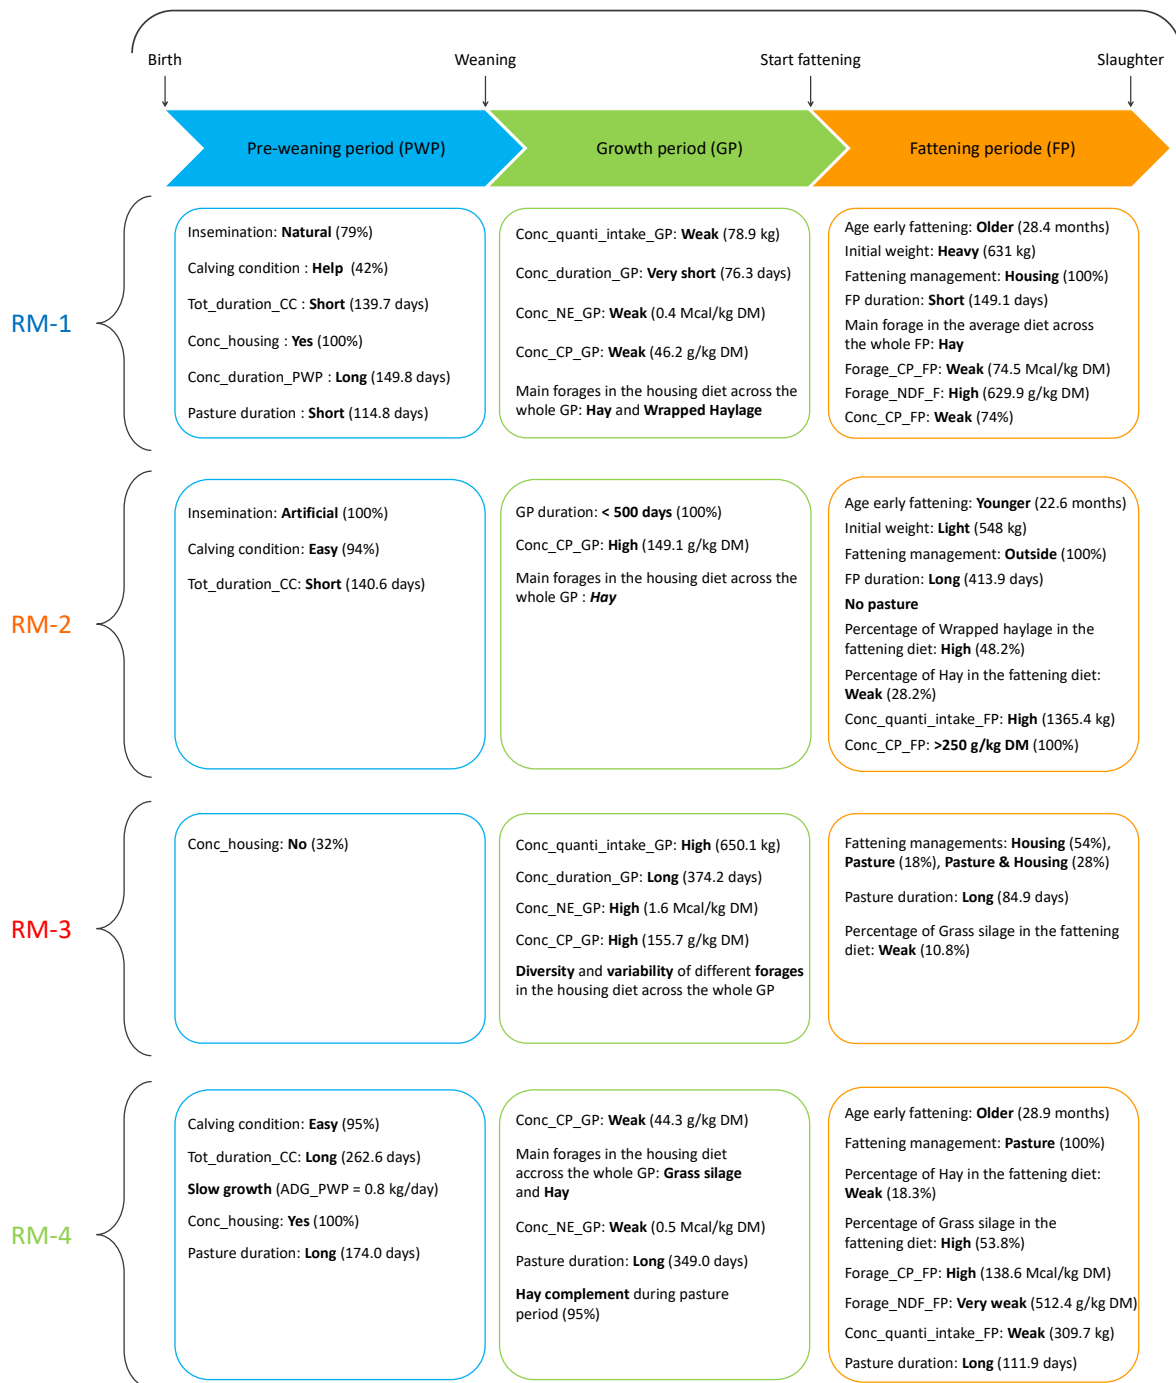 Birth
Weaning
Start fattening
Slaughter
Pre-weaning period (PWP)
Growth period (GP)
Fattening periode (FP)
RM-1
Insemination: Natural (79%)
Calving condition : Help (42%)
Tot_duration_CC : Short (139.7 days)
Conc_housing : Yes (100%)
Conc_duration_PWP : Long (149.8 days)
Pasture duration : Short (114.8 days)
Conc_quanti_intake_GP: Weak (78.9 kg)
Conc_duration_GP: Very short (76.3 days)
Conc_NE_GP: Weak (0.4 Mcal/kg DM)
Conc_CP_GP: Weak (46.2 g/kg DM)
Main forages in the housing diet across the
whole GP: Hay and Wrapped Haylage
Age early fattening: Older (28.4 months)
Initial weight: Heavy (631 kg)
Fattening management: Housing (100%)
FP duration: Short (149.1 days)
Main forage in the average diet across
the whole FP: Hay
Forage_CP_FP: Weak (74.5 Mcal/kg DM)
Forage_NDF_F: High (629.9 g/kg DM)
Conc_CP_FP: Weak (74%)
RM-2
Insemination: Artificial (100%)
Calving condition: Easy (94%)
Tot_duration_CC: Short (140.6 days)
GP duration: < 500 days (100%)
Conc_CP_GP: High (149.1 g/kg DM)
Main forages in the housing diet across the
whole GP : Hay
Age early fattening: Younger (22.6 months)
Initial weight: Light (548 kg)
Fattening management: Outside (100%)
FP duration: Long (413.9 days)
No pasture
Percentage of Wrapped haylage in the
fattening diet: High (48.2%)
Percentage of Hay in the fattening diet:
Weak (28.2%)
Conc_quanti_intake_FP: High (1365.4 kg)
Conc_CP_FP: >250 g/kg DM (100%)
RM-3
Conc_housing: No (32%)
Conc_quanti_intake_GP: High (650.1 kg)
Conc_duration_GP: Long (374.2 days)
Conc_NE_GP: High (1.6 Mcal/kg DM)
Conc_CP_GP: High (155.7 g/kg DM)
Diversity and variability of different forages
in the housing diet across the whole GP
Fattening managements: Housing (54%),
Pasture (18%), Pasture & Housing (28%)
Pasture duration: Long (84.9 days)
Percentage of Grass silage in the fattening
diet: Weak (10.8%)
RM-4
Calving condition: Easy (95%)
Tot_duration_CC: Long (262.6 days)
Slow growth (ADG_PWP = 0.8 kg/day)
Conc_housing: Yes (100%)
Pasture duration: Long (174.0 days)
Conc_CP_GP: Weak (44.3 g/kg DM)
Main forages in the housing diet
accross the whole GP: Grass silage
and Hay
Conc_NE_GP: Weak (0.5 Mcal/kg DM)
Pasture duration: Long (349.0 days)
Hay complement during pasture
period (95%)
Age early fattening: Older (28.9 months)
Fattening management: Pasture (100%)
Percentage of Hay in the fattening diet:
Weak (18.3%)
Percentage of Grass silage in the
fattening diet: High (53.8%)
Forage_CP_FP: High (138.6 Mcal/kg DM)
Forage_NDF_FP: Very weak (512.4 g/kg DM)
Conc_quanti_intake_FP: Weak (309.7 kg)
Pasture duration: Long (111.9 days)